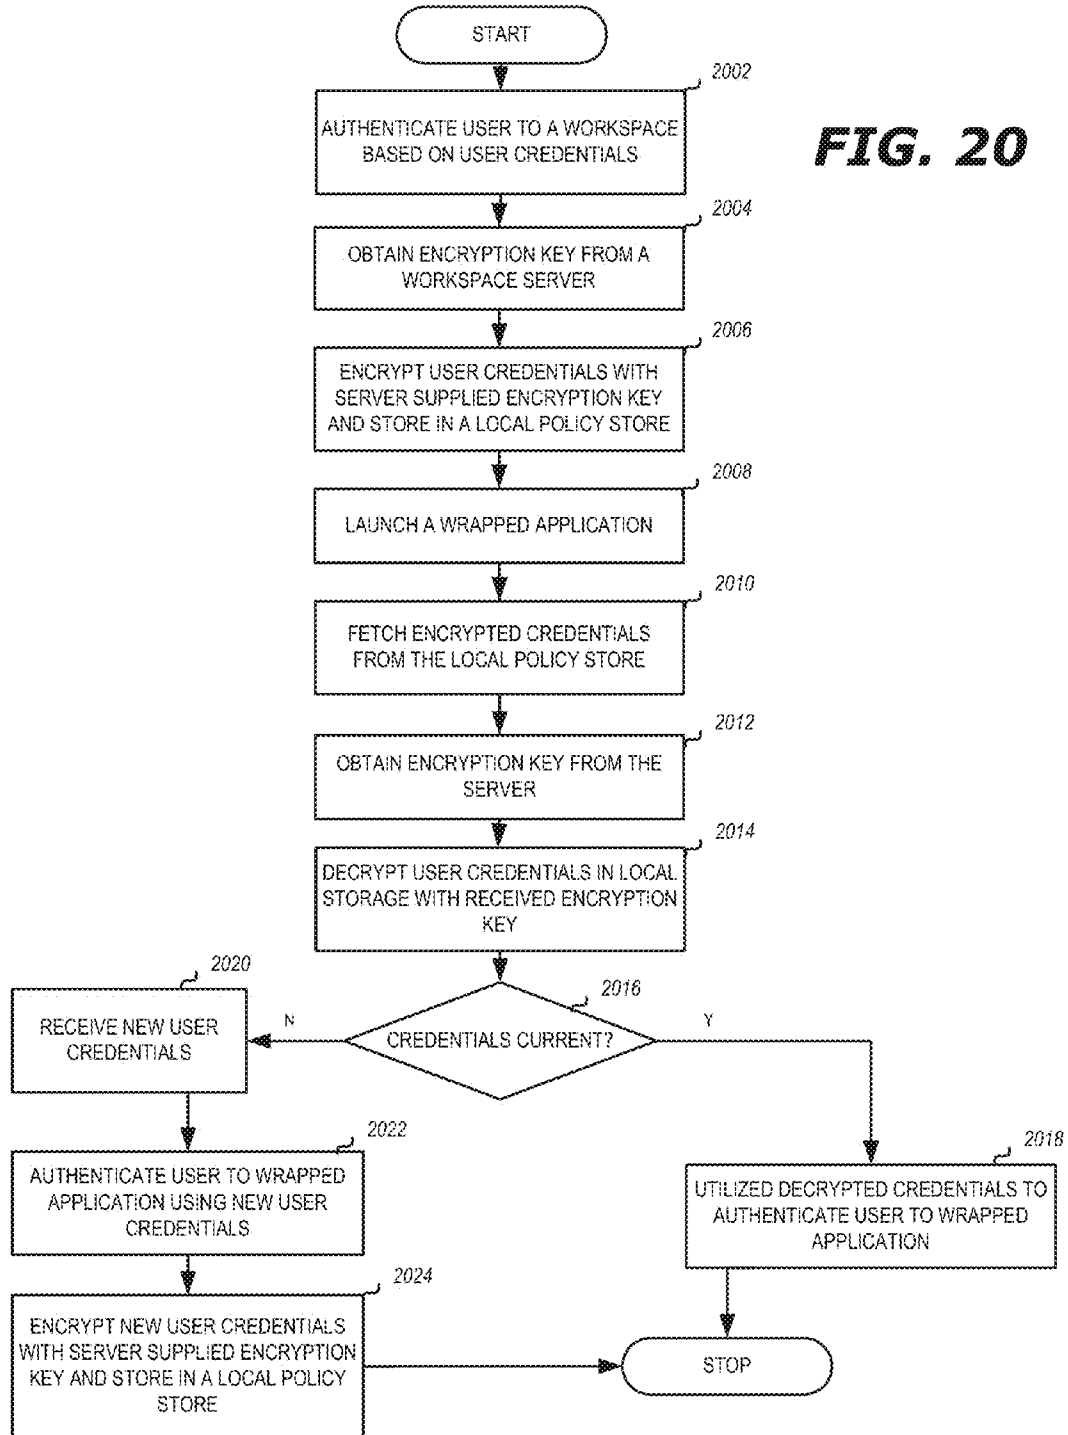 START
2002
AUTHENTICATE USER TO A WORKSPACE
BASED ON USER CREDENTIALS
FIG. 20
2004
OBTAIN ENCRYPTION KEY FROM A
WORKSPACE SERVER
2006
ENCRYPT USER CREDENTIALS WITH
SERVER SUPPLIED ENCRYPTION KEY
AND STORE IN A LOCAL POLICY STORE
2008
LAUNCH A WRAPPED APPLICATION
2010
FETCH ENCRYPTED CREDENTIALS
FROM THE LOCAL POLICY STORE
2012
OBTAIN ENCRYPTION KEY FROM THE
SERVER
2014
DECRYPT USER CREDENTIALS IN LOCAL
STORAGE WITH RECEIVED ENCRYPTION
KEY
2016
CREDENTIALS CURRENT?
N
Y
2020
RECEIVE NEW USER
CREDENTIALS
2022
AUTHENTICATE USER TO WRAPPED
APPLICATION USING NEW USER
CREDENTIALS
2018
UTILIZED DECRYPTED CREDENTIALS TO
AUTHENTICATE USER TO WRAPPED
APPLICATION
2024
ENCRYPT NEW USER CREDENTIALS
WITH SERVER SUPPLIED ENCRYPTION
KEY AND STORE IN A LOCAL POLICY
STORE
STOP